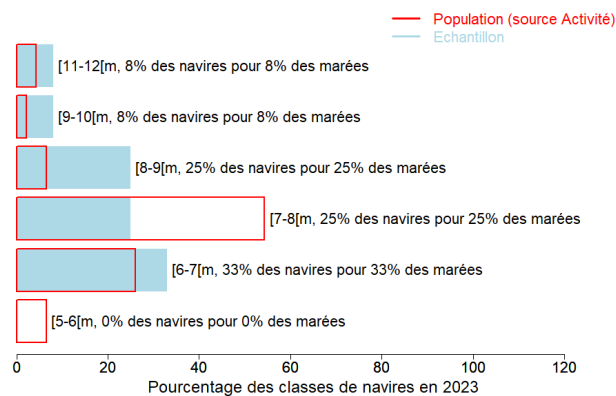 Population (source Activité)
Echantillon
[11-12[m, 8% des navires pour 8% des marées
[9-10[m, 8% des navires pour 8% des marées
[8-9[m, 25% des navires pour 25% des marées
[7-8[m, 25% des navires pour 25% des marées
[6-7[m, 33% des navires pour 33% des marées
[5-6[m, 0% des navires pour 0% des marées
0 20 40 60 80 100 120
Pourcentage des classes de navires en 2023